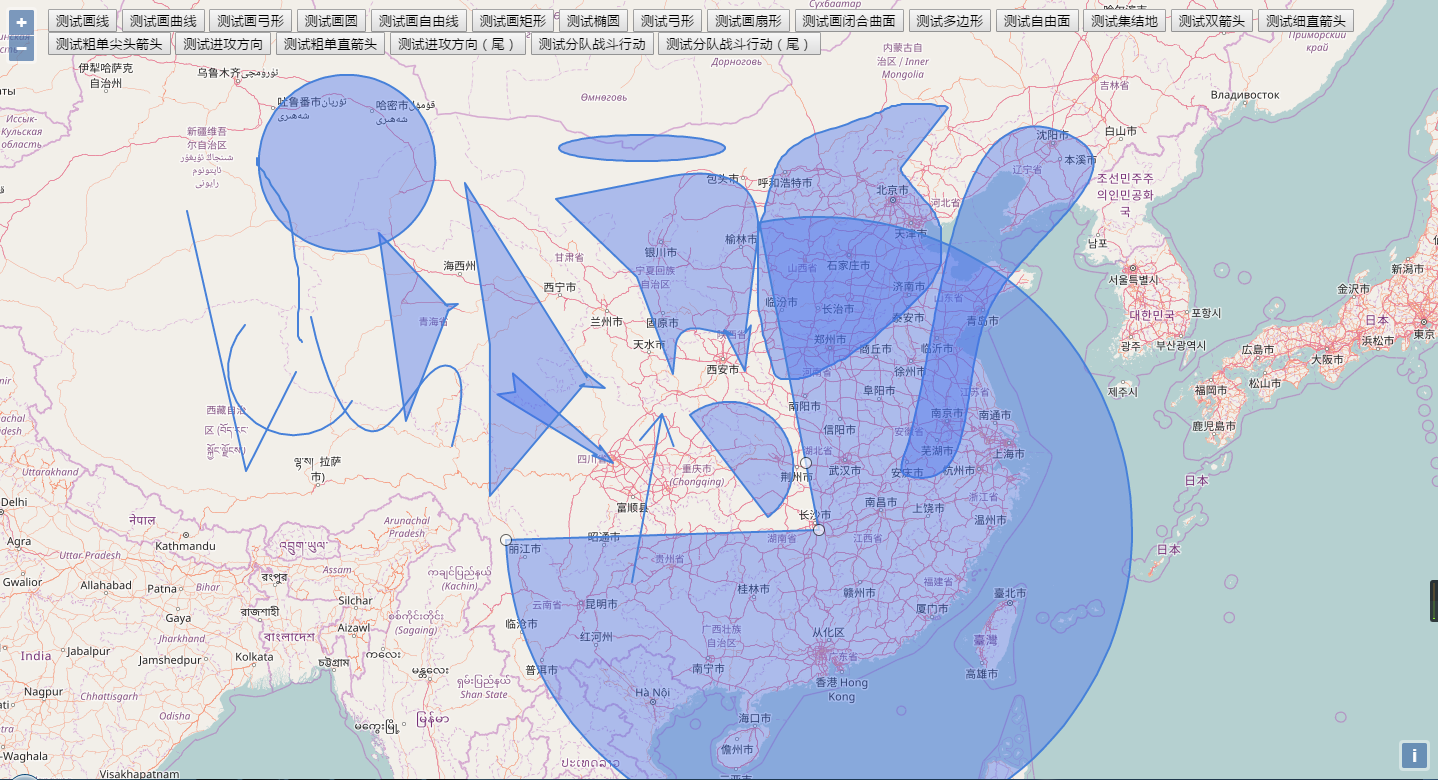 测试画线 测试画曲线 测试画弓形 测试画圆 测试画自由线 测试画矩形 测试椭圆 测试弓形 测试画扇形 测试画闭合曲面 测试多边形 测试自由面 测试集结地 测试双箭头 测试细直箭头
测试粗单尖头箭头 测试进攻方向 测试粗单直箭头 测试进攻方向（尾） 测试分队战斗行动 测试分队战斗行动（尾）
Сүхбаатар
Приморский
край
内蒙古自
治区 / Inner
Mongolia
Дорноговь
Өмнөговь
伊犁哈萨克
自治州
乌鲁木齐
吐鲁番市
哈密市
吉林省
Владивосток
Иссык-
Кульская
область
新疆维吾
尔自治区
沈阳市
白山市
本溪市
辽宁省
包头市
呼和浩特市
北京市
河北省
天津市
조선민주주
의인민공화
국
남포
银川市
榆林市
宁夏回族
自治区
甘肃省
海西州
西宁市
山西省
石家庄市
济南市
山东省
서울특별시
대한민국
포항시
광주
부산광역시
제주시
新潟市
金沢市
日本
東京
浜松市
大阪市
広島市
松山市
福岡市
鹿児島市
青海省
兰州市
固原市
天水市
陕西省
西安市
临汾市
长治市
泰安市
青岛市
郑州市
商丘市
临沂市
河南省
徐州市
阜阳市
江苏省
南阳市
信阳市
南京市
南通市
安徽省
芜湖市
上海市
湖北省
武汉市
安庆市
杭州市
荆州市
浙江省
西藏自治
拉萨
市)
四川省
重庆市
(Chongqing)
富顺县
长沙市
南昌市
上饶市
温州市
日本
日本
Uttarakhand
Delhi
नेपाल
Kathmandu
Arunachal
Pradesh
Agra
Uttar Pradesh
Gwalior
Allahabad
Patna
Bihar
Assam
Silchar
Gaya
Aizawl
Jharkhand
India
Jabalpur
Jamshedpur
Kolkata
Nagpur
Chhattisgarh
Odisha
Visakhapatnam
রংপুর
রাজশাহী
বাংলাদেশ
চট্টগ্রাম
(Kachin)
(Sagaing)
Shan State
丽江市
昭通市
贵州省
湖南省
江西省
云南省
昆明市
桂林市
赣州市
福建省
厦门市
臺北市
臺灣
高雄市
临沧市
红河州
普洱市
广西壮族
自治区
从化区
广东省
南宁市
香港 Hong
Kong
Hà Nội
海口市
儋州市
三亚市